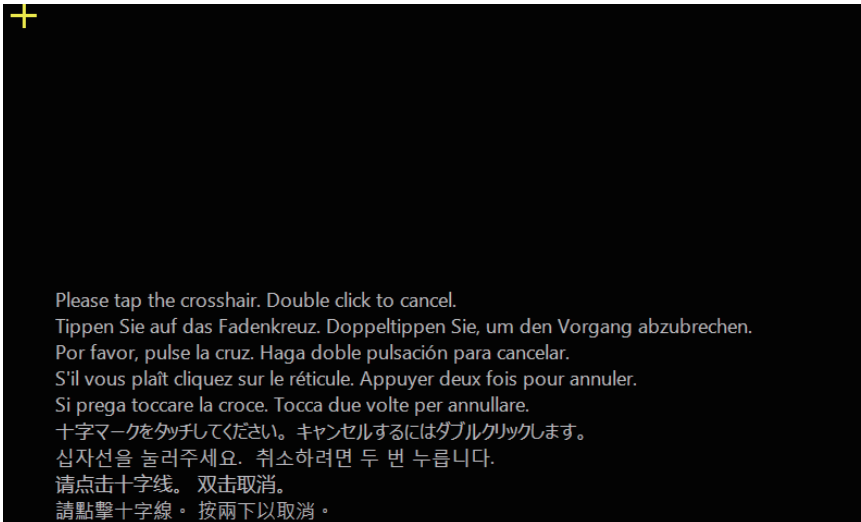 Please tap the crosshair. Double click to cancel.
Tippen Sie auf das Fadenkreuz. Doppeltippen Sie, um den Vorgang abzubrechen.
Por favor, pulse la cruz. Haga doble pulsación para cancelar.
S'il vous plaît cliquez sur le réticule. Appuyer deux fois pour annuler.
Si prega toccare la croce. Tocca due volte per annullare.
十字マークをタッチしてください。キャンセルするにはダブルクリックします。
십자선을 눌러주세요. 취소하려면 두 번 누릅니다.
请点击十字线。 双击取消。
請點擊十字線。 按兩下以取消。